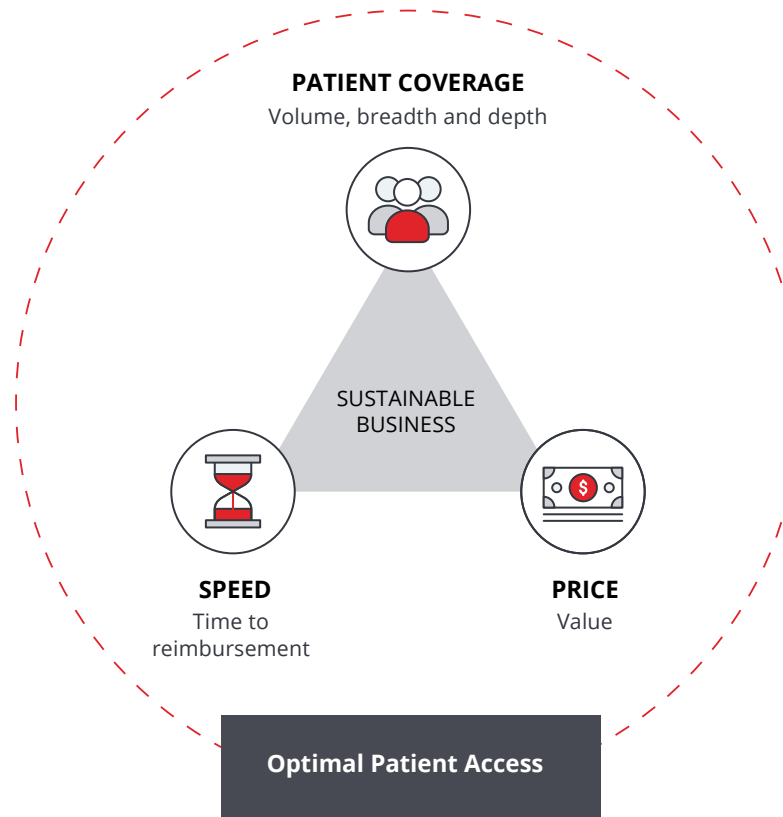 PATIENT COVERAGE
Volume, breadth and depth
SUSTAINABLE
BUSINESS
$
SPEED
Time to
reimbursement
PRICE
Value
Optimal Patient Access